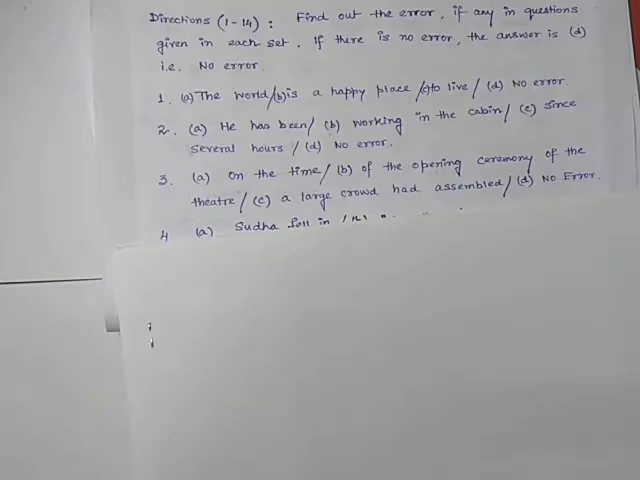 Directions (1-14): Find out the error, if any in questions
given in each set. If there is no error, the answer is (d)
i.e. No error.
1. (a) The world/(b) is a happy place/(c) to live/(d) No error.
2. (a) He has been/(b) working in the cabin/(c) since
several hours/(d) No error.
3. (a) On the time/(b) of the opening ceremony of the
theatre/(c) a large crowd had assembled/(d) No Error.
4 (a) Sudha fell in